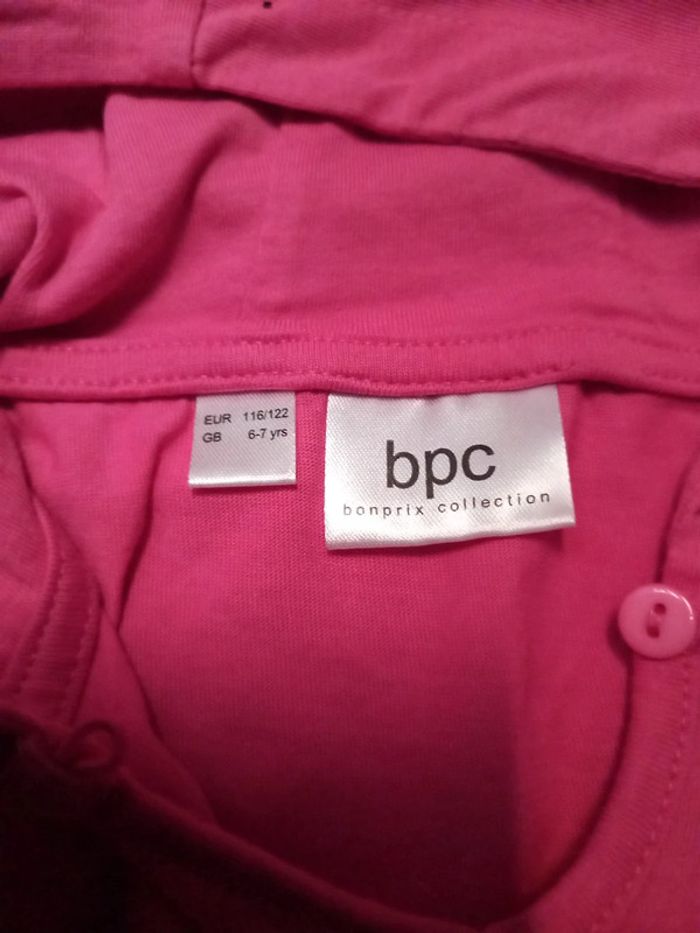 EUR 116/122
GB 6-7 yrs
bpc
bonprix collection